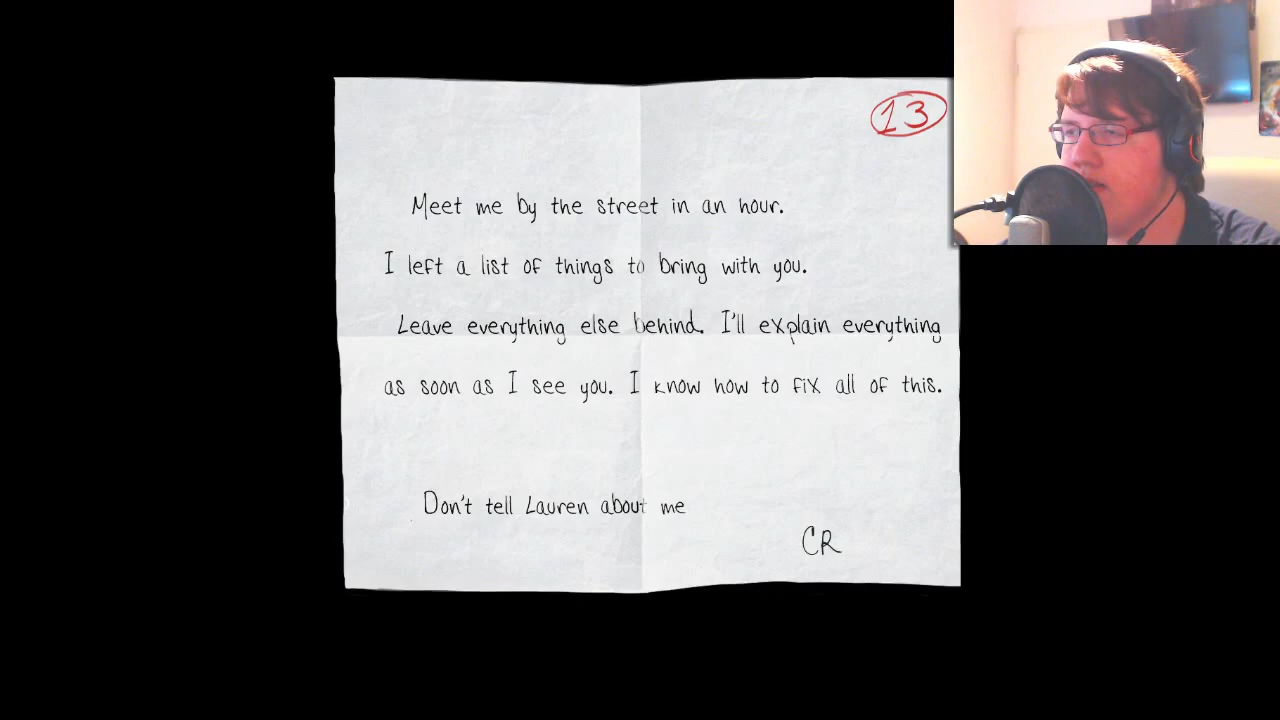 13
Meet me by the street in an hour.
I left a list of things to bring with you.
Leave everything else behind. I'll explain everything
as soon as I see you. I know how to fix all of this.
Don't tell Lauren about me
CR